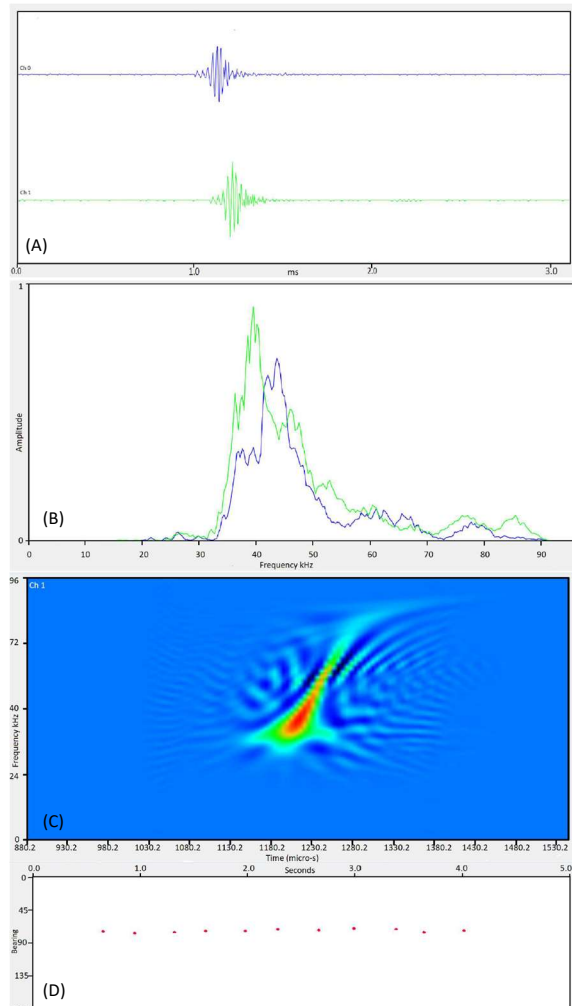 Ch 0
Ch 1
(A)
0.0 1.0 ms 2.0 3.0
1
Amplitude
0
(B)
0 10 20 30 40 50 60 70 80 90
Frequency kHz
96
Ch 1
72
40
Frequency kHz
24
(C)
0
880.2 930.2 980.2 1030.2 1080.2 1130.2 1180.2 1230.2 1280.2 1330.2 1380.2 1430.2 1480.2 1530.2
Time (micro-s)
0.0 1.0 2.0 Seconds 3.0 4.0 5.0
0
45
Bearing
90
135
(D)